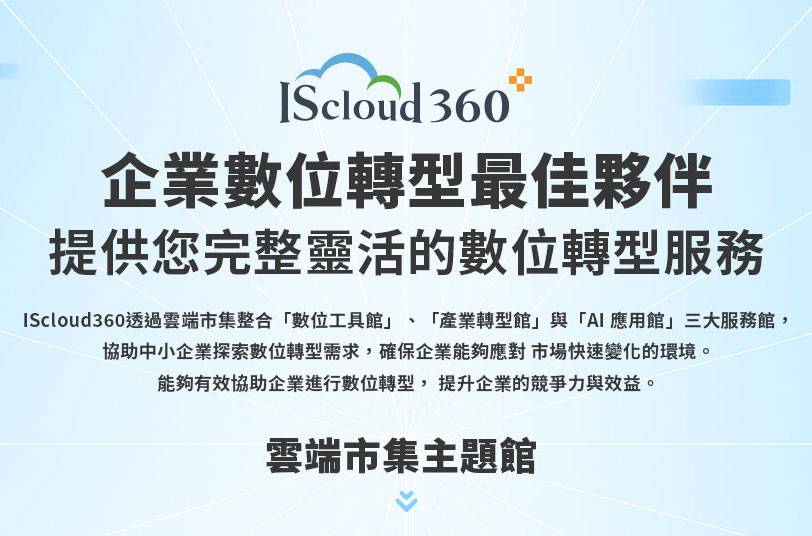 IScloud 360
企業數位轉型最佳夥伴
提供您完整靈活的數位轉型服務
IScloud360透過雲端市集整合「數位工具館」、「產業轉型館」與「AI 應用館」三大服務館，
協助中小企業探索數位轉型需求，確保企業能夠應對 市場快速變化的環境。
能夠有效協助企業進行數位轉型， 提升企業的競爭力與效益。
雲端市集主題館